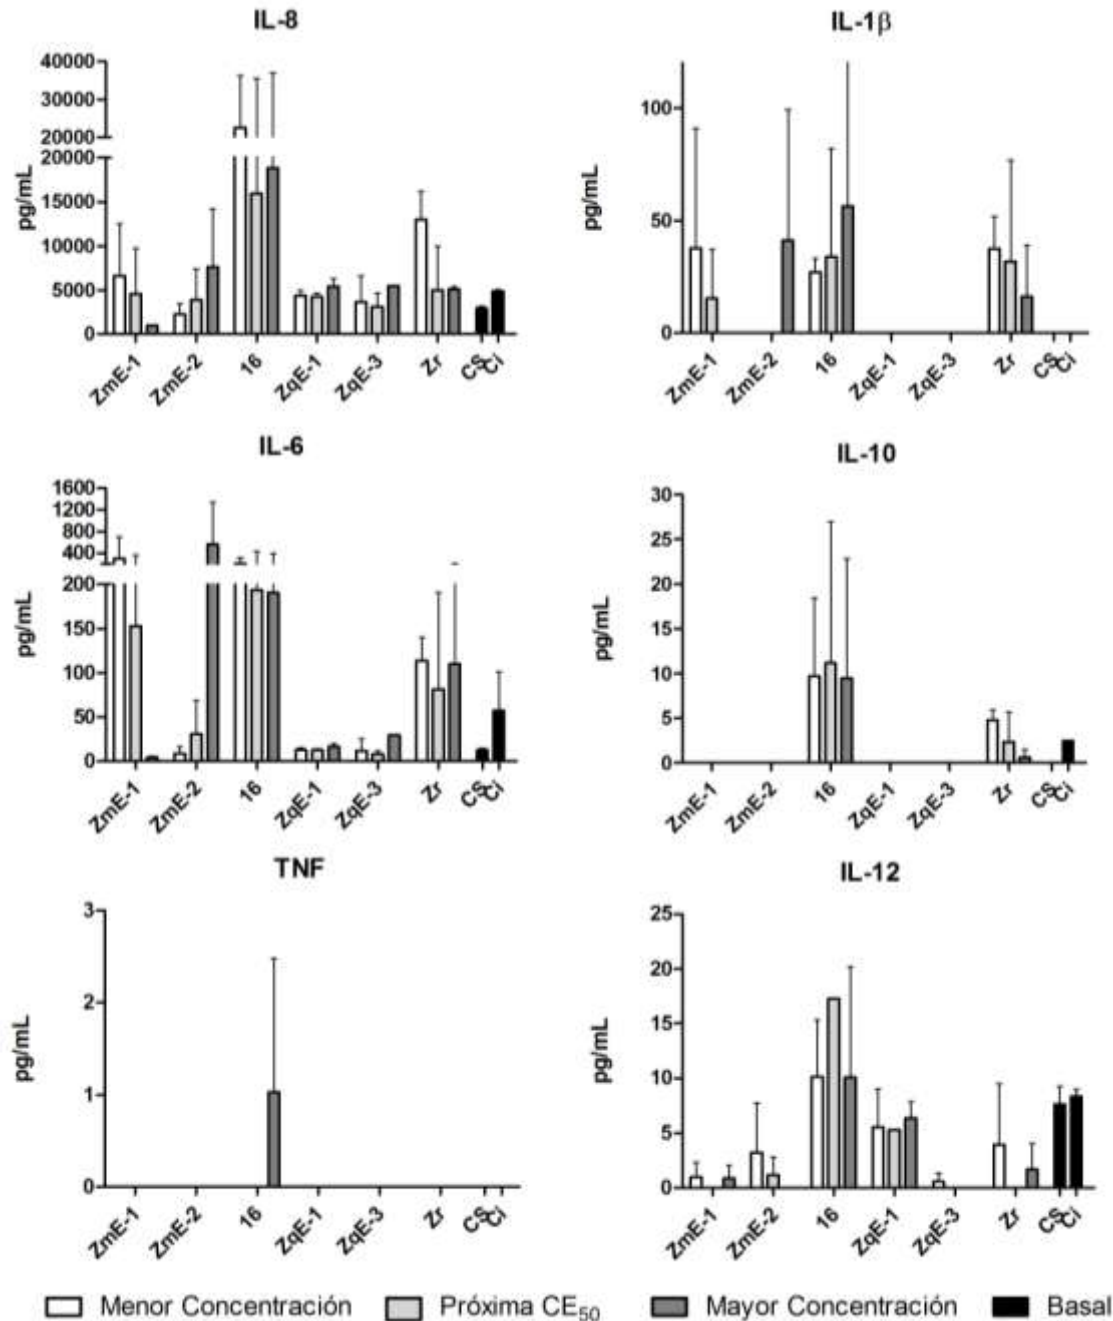 IL-8
pg/mL
40000
30000
20000
20000
15000
10000
5000
0
ZmE-1
ZmE-2
16
ZqE-1
ZqE-3
Zr
CS
Ci
IL-1β
pg/mL
100
50
0
ZmE-1
ZmE-2
16
ZqE-1
ZqE-3
Zr
CS
Ci
IL-6
pg/mL
1600
1200
800
400
200
150
100
50
0
ZmE-1
ZmE-2
16
ZqE-1
ZqE-3
Zr
CS
Ci
IL-10
pg/mL
30
25
20
15
10
5
0
ZmE-1
ZmE-2
16
ZqE-1
ZqE-3
Zr
CS
Ci
TNF
pg/mL
3
2
1
0
ZmE-1
ZmE-2
16
ZqE-1
ZqE-3
Zr
CS
Ci
IL-12
pg/mL
25
20
15
10
5
0
ZmE-1
ZmE-2
16
ZqE-1
ZqE-3
Zr
CS
Ci
Menor Concentración Próxima CE₅₀ Mayor Concentración Basal